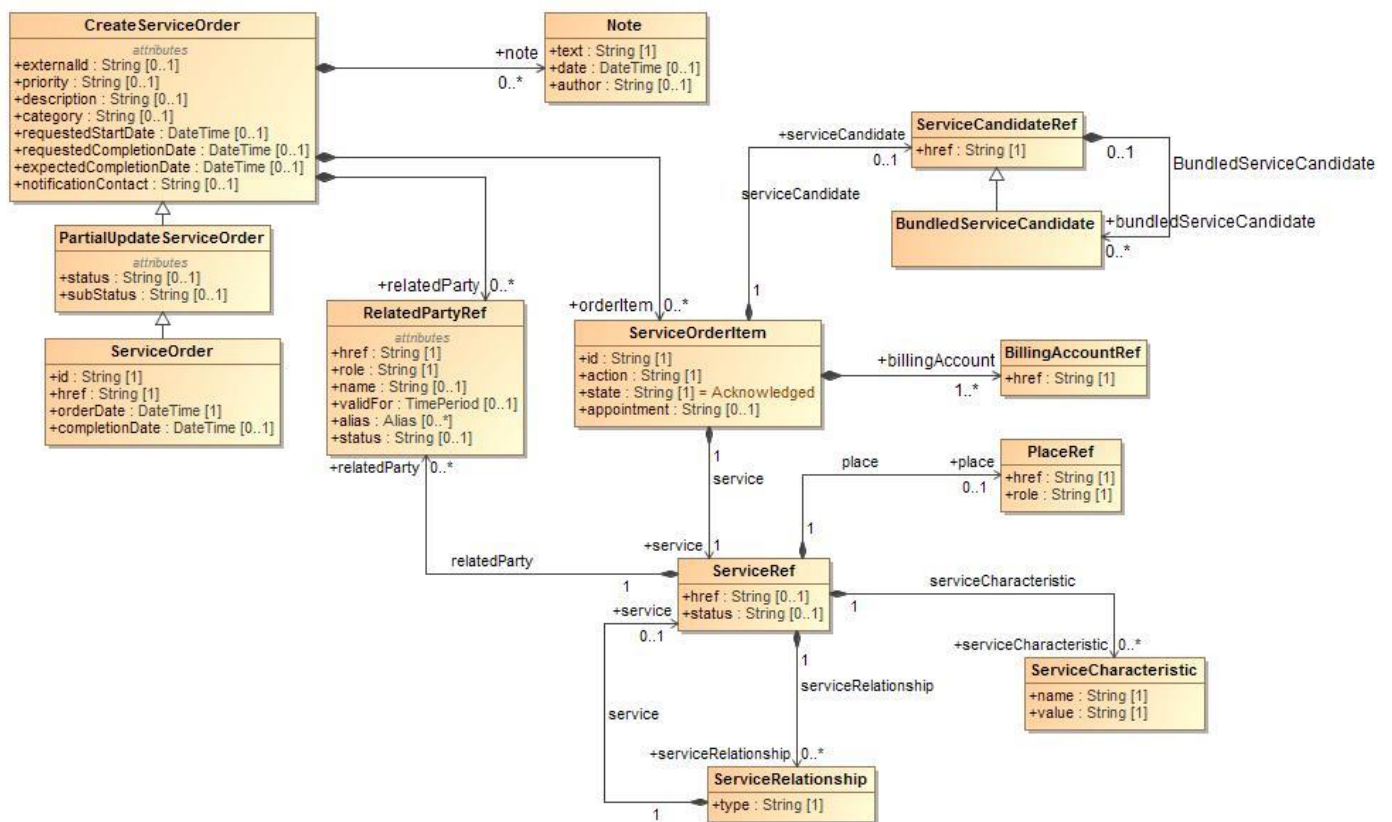 CreateServiceOrder
attributes
+externalId : String [0..1]
+priority : String [0..1]
+description : String [0..1]
+category : String [0..1]
+requestedStartDate : DateTime [0..1]
+requestedCompletionDate : DateTime [0..1]
+expectedCompletionDate : DateTime [0..1]
+notificationContact : String [0..1]
+note
0..*
Note
+text : String [1]
+date : DateTime [0..1]
+author : String [0..1]
+serviceCandidate
0..1
serviceCandidate
1
ServiceCandidateRef
+href : String [1]
0..1
BundledServiceCandidate
BundledServiceCandidate
+bundledServiceCandidate
0..*
PartialUpdateServiceOrder
attributes
+status : String [0..1]
+subStatus : String [0..1]
ServiceOrder
+id : String [1]
+href : String [1]
+orderDate : DateTime [1]
+completionDate : DateTime [0..1]
+relatedParty
0..*
RelatedPartyRef
attributes
+href : String [1]
+role : String [1]
+name : String [0..1]
+validFor : TimePeriod [0..1]
+alias : Alias [0..*]
+status : String [0..1]
+relatedParty
0..*
+orderItem
0..*
ServiceOrderItem
+id : String [1]
+action : String [1]
+state : String [1] = Acknowledged
+appointment : String [0..1]
+billingAccount
1..*
BillingAccountRef
+href : String [1]
1
service
+service
1
place
+place
0..1
1
PlaceRef
+href : String [1]
+role : String [1]
relatedParty
1
ServiceRef
+href : String [0..1]
+status : String [0..1]
serviceCharacteristic
1
+serviceCharacteristic
0..*
ServiceCharacteristic
+name : String [1]
+value : String [1]
+service
0..1
service
1
1
serviceRelationship
+serviceRelationship
0..*
ServiceRelationship
+type : String [1]